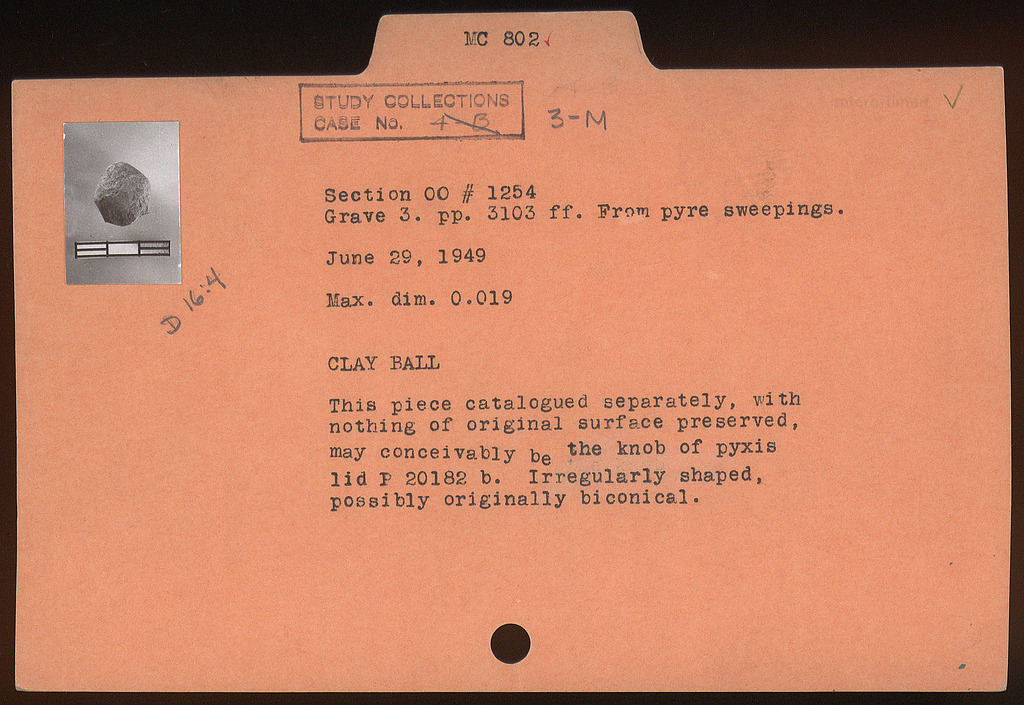 MC 802
STUDY COLLECTIONS
CASE No. 4-B
3-M
microfilmed
Section OO # 1254
Grave 3. pp. 3103 ff. From pyre sweepings.
June 29, 1949
Max. dim. 0.019
D 16:4
CLAY BALL
This piece catalogued separately, with
nothing of original surface preserved,
may conceivably be the knob of pyxis
lid P 20182 b. Irregularly shaped,
possibly originally biconical.